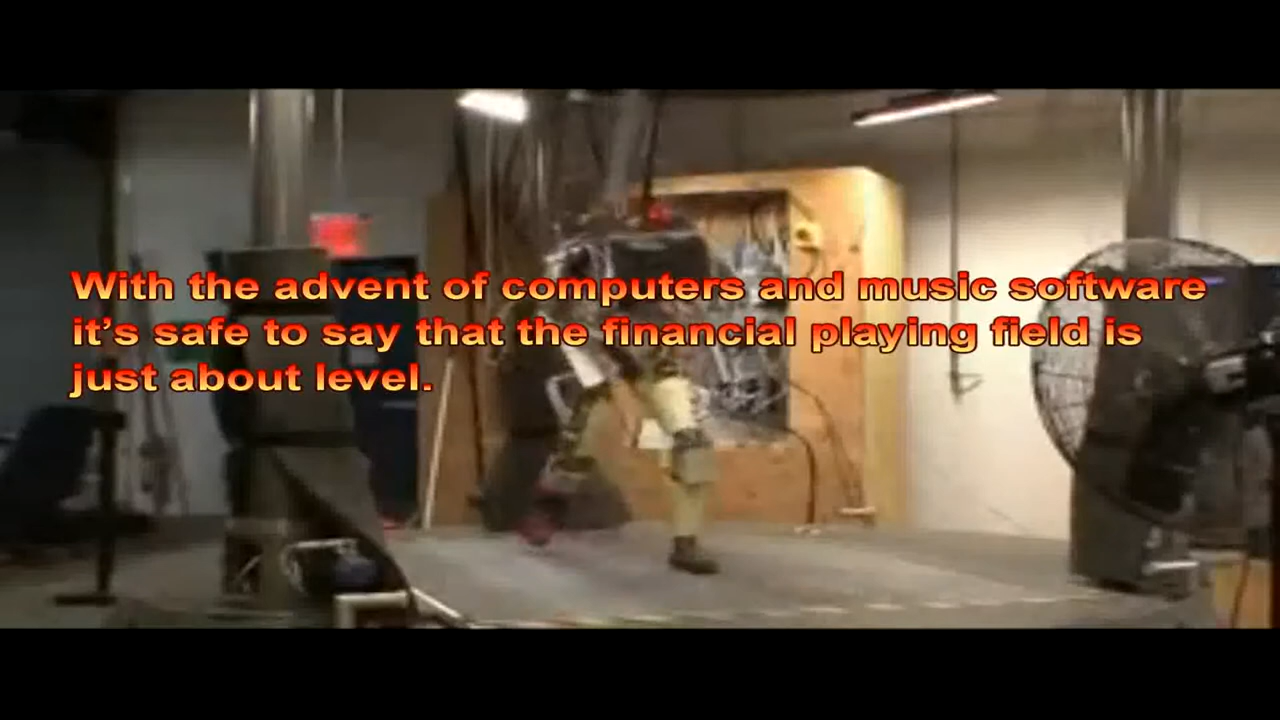 With the advent of computers and music software
it’s safe to say that the financial playing field is
just about level.